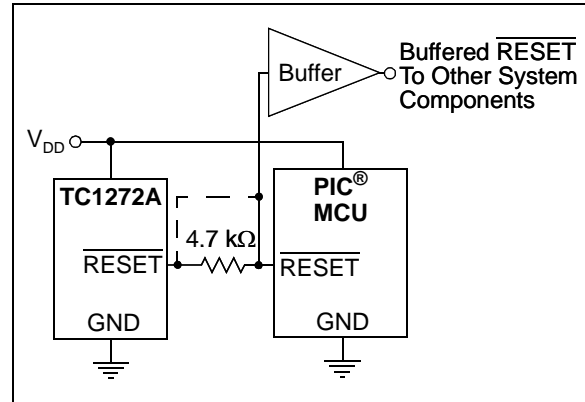 Buffer
Buffered RESET
To Other System
Components
VDD
TC1272A
PIC®
MCU
4.7 kΩ
RESET
RESET
GND
GND